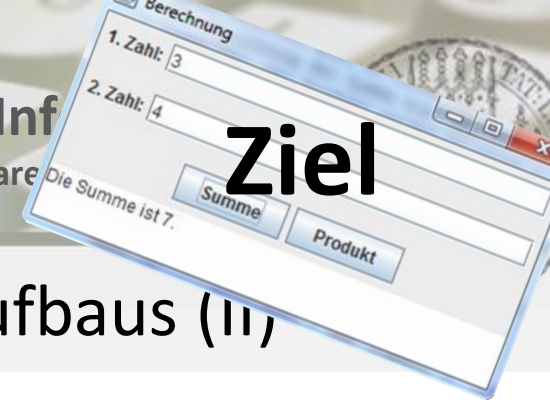 Berechnung
1. Zahl: 3
2. Zahl: 4
Ziel
Summe
Produkt
Die Summe ist 7.
Inf
are
ufbaus (II)